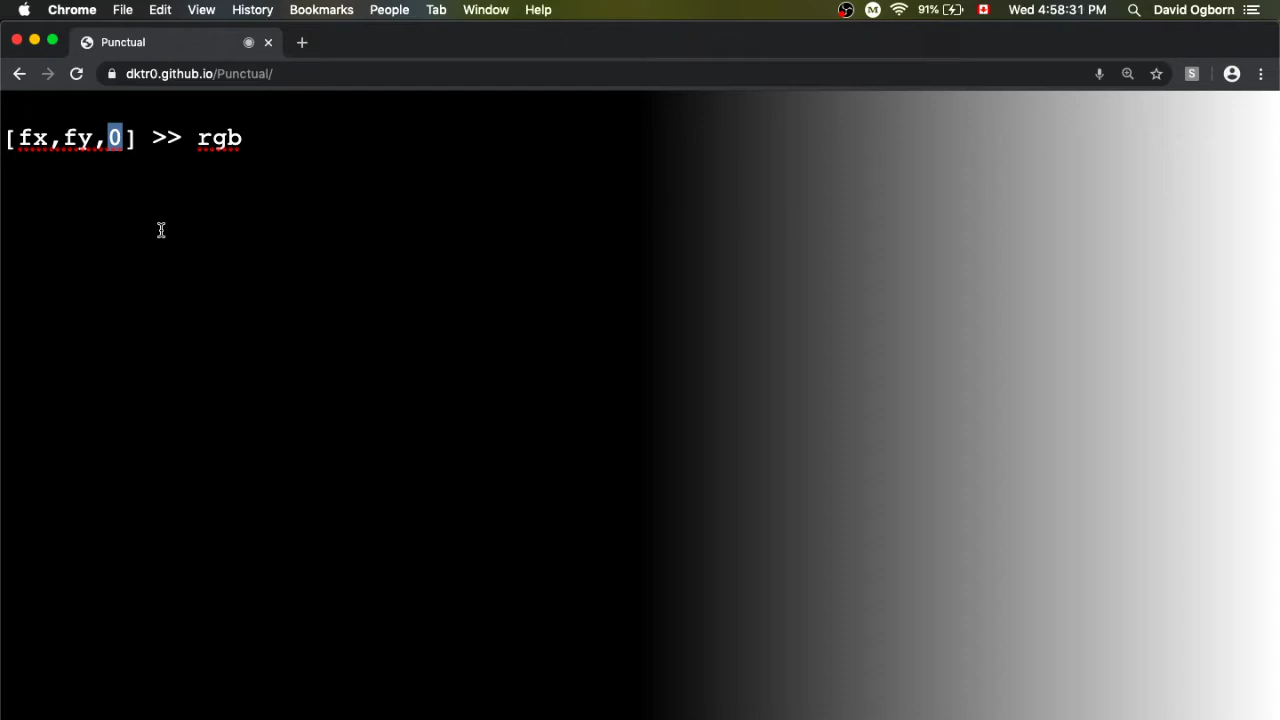 Chrome File Edit View History Bookmarks People Tab Window Help 91% Wed 4:58:31 PM David Ogborn
Punctual
dktr0.github.io/Punctual/ S
[fx,fy,0] >> rgb